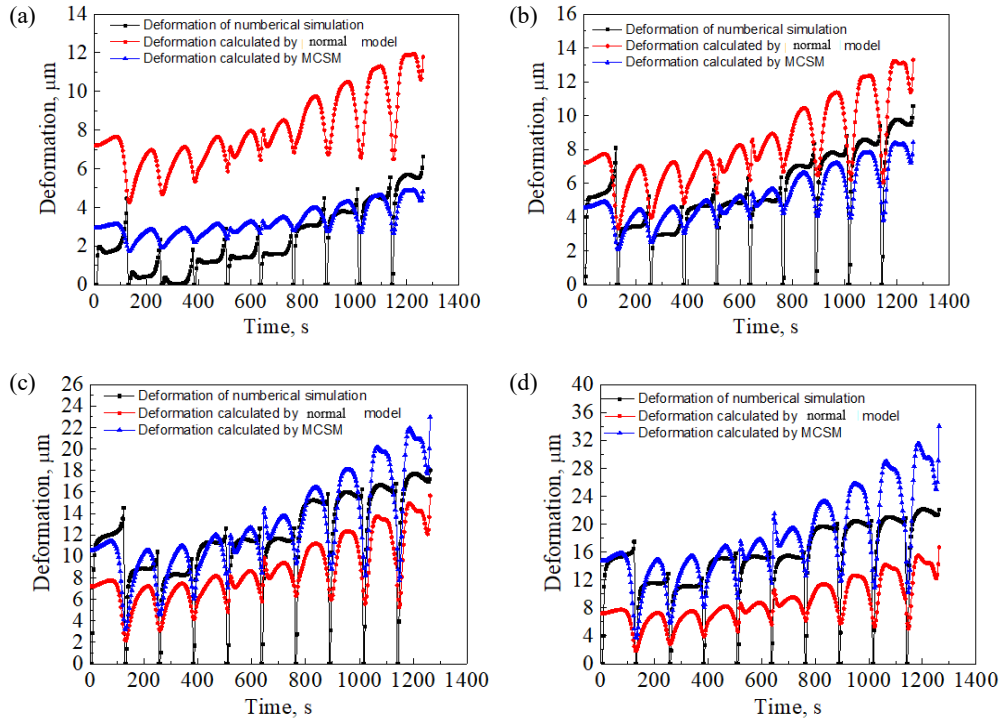 (a)
Deformation of numberical simulation
Deformation calculated by normal model
Deformation calculated by MCSM
14
12
10
8
6
4
2
0
Deformation, μm
0 200 400 600 800 1000 1200 1400
Time, s
(b)
Deformation of numberical simulation
Deformation calculated by normal model
Deformation calculated by MCSM
16
14
12
10
8
6
4
2
0
Deformation, μm
0 200 400 600 800 1000 1200 1400
Time, s
(c)
Deformation of numberical simulation
Deformation calculated by normal model
Deformation calculated by MCSM
26
24
22
20
18
16
14
12
10
8
6
4
2
0
Deformation, μm
0 200 400 600 800 1000 1200 1400
Time, s
(d)
Deformation of numberical simulation
Deformation calculated by normal model
Deformation calculated by MCSM
40
36
32
28
24
20
16
12
8
4
0
Deformation, μm
0 200 400 600 800 1000 1200 1400
Time, s